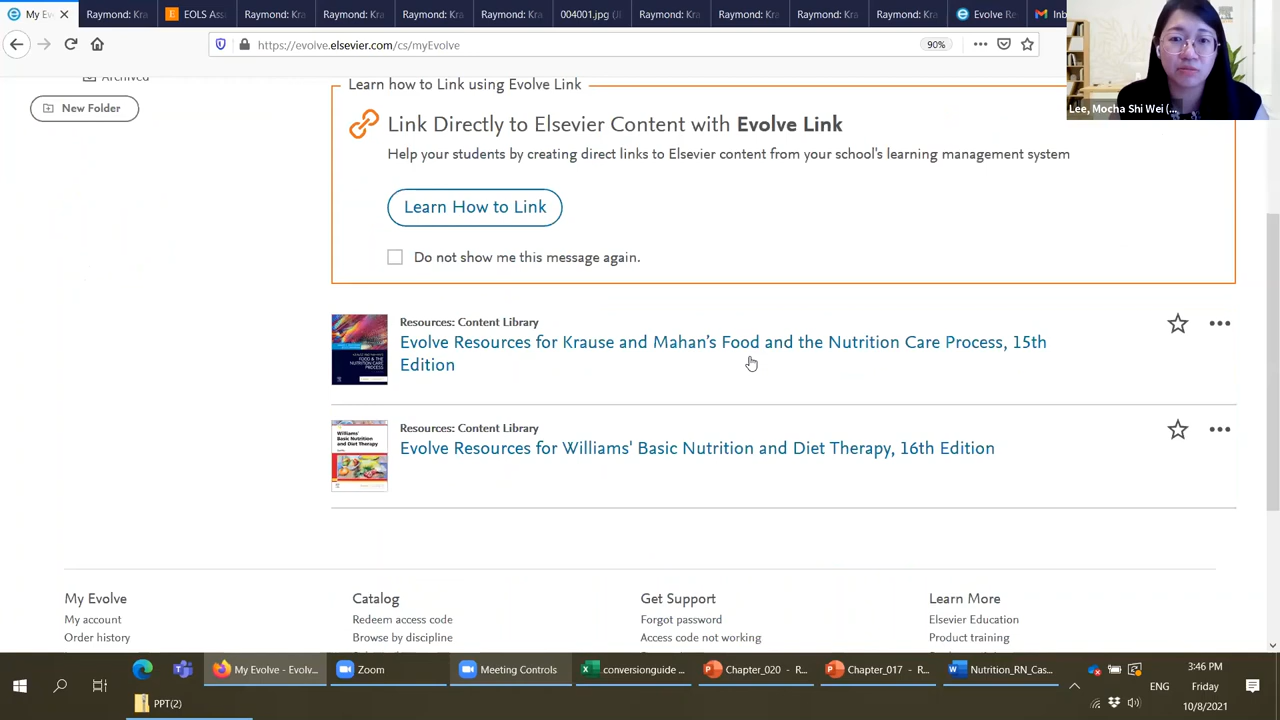 My Ev
EOLS Ass
Raymond: Kra
Raymond: Kra
Raymond: Kra
Raymond: Kra
Raymond: Kra
004001.jpg (JI
Raymond: Kra
Raymond: Kra
Raymond: Kra
Raymond: Kra
Evolve Re
Inb
https://evolve.elsevier.com/cs/myEvolve
90%
Lee, Mocha Shi Wei (...
Archived
New Folder
Learn how to Link using Evolve Link
Link Directly to Elsevier Content with Evolve Link
Help your students by creating direct links to Elsevier content from your school's learning management system
Learn How to Link
Do not show me this message again.
Resources: Content Library
Evolve Resources for Krause and Mahan's Food and the Nutrition Care Process, 15th
Edition
Resources: Content Library
Evolve Resources for Williams' Basic Nutrition and Diet Therapy, 16th Edition
Williams'
Basic Nutrition
and Diet Therapy
My Evolve
Catalog
Get Support
Learn More
My account
Redeem access code
Forgot password
Elsevier Education
Order history
Browse by discipline
Access code not working
Product training
My Evolve - Evolv...
Zoom
Meeting Controls
conversionguide ...
Chapter_020 - R...
Chapter_017 - R...
Nutrition_RN_Cas...
ENG
3:46 PM
Friday
10/8/2021
PPT(2)